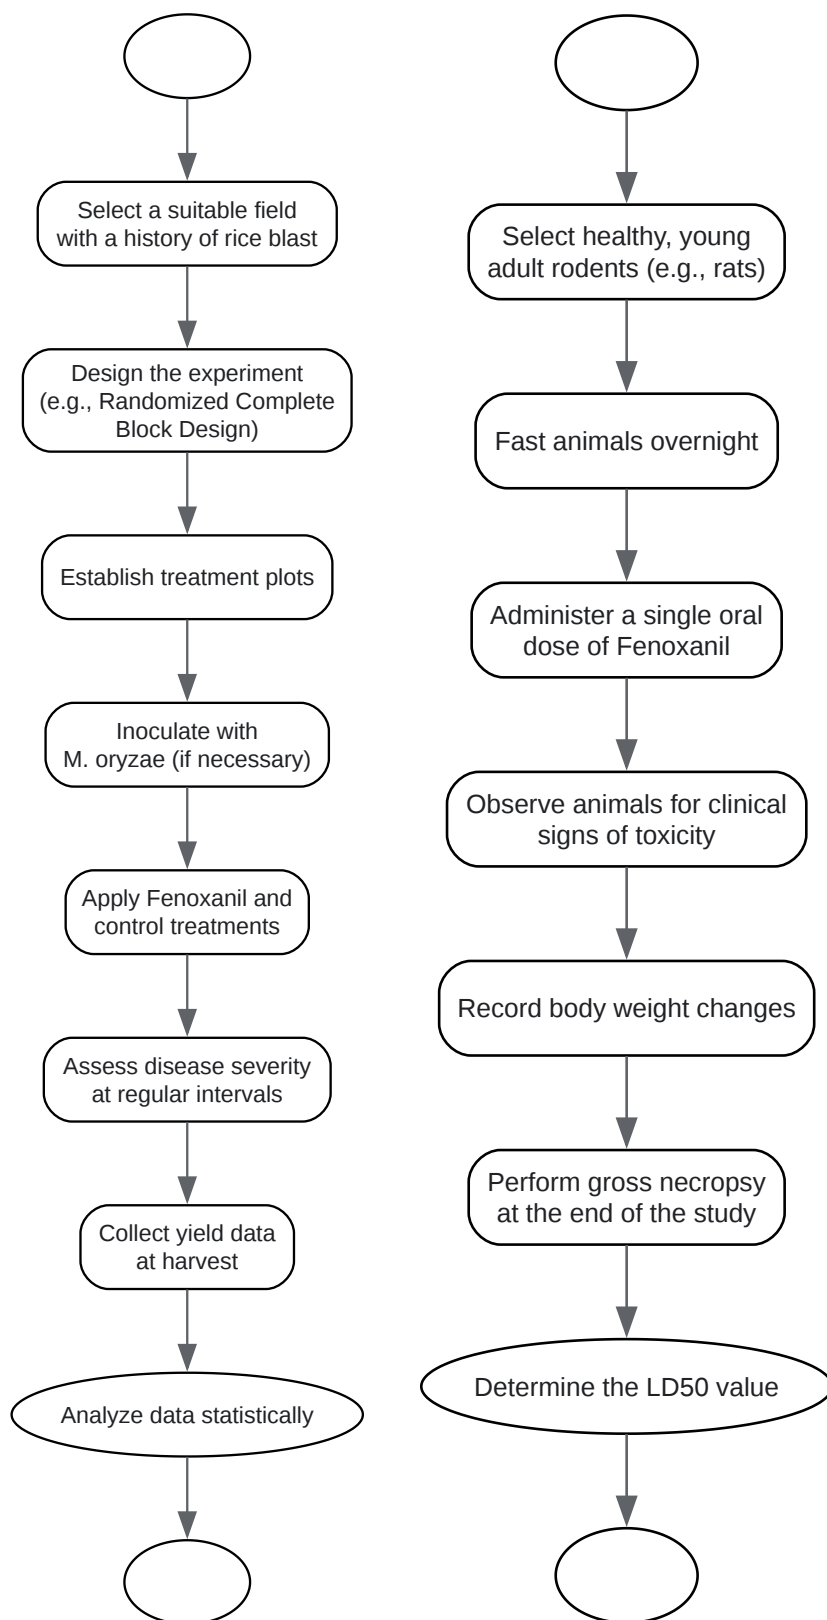 Select a suitable field
with a history of rice blast
Design the experiment
(e.g., Randomized Complete
Block Design)
Establish treatment plots
Inoculate with
M. oryzae (if necessary)
Apply Fenoxanil and
control treatments
Assess disease severity
at regular intervals
Collect yield data
at harvest
Analyze data statistically
Select healthy, young
adult rodents (e.g., rats)
Fast animals overnight
Administer a single oral
dose of Fenoxanil
Observe animals for clinical
signs of toxicity
Record body weight changes
Perform gross necropsy
at the end of the study
Determine the LD50 value